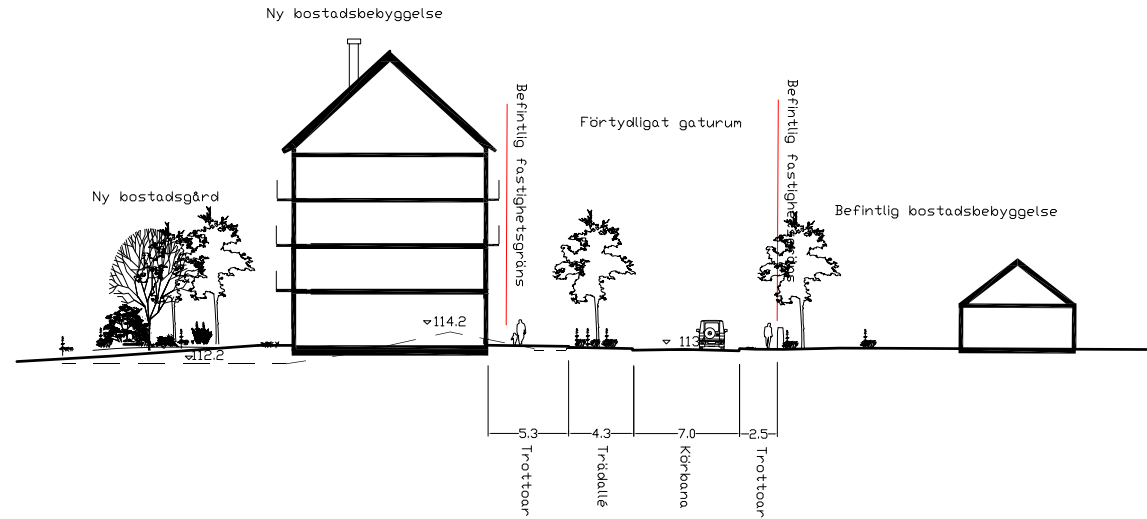 Ny bostadsbebyggelse
Befintlig fastighetsgräns
Befintlig fastighetsgräns
Förtydligat gaturum
Ny bostadsgård
Befintlig bostadsbebyggelse
114.2
113
112.2
5.3
4.3
7.0
2.5
Trottoar
Trädallé
Körbana
Trottoar